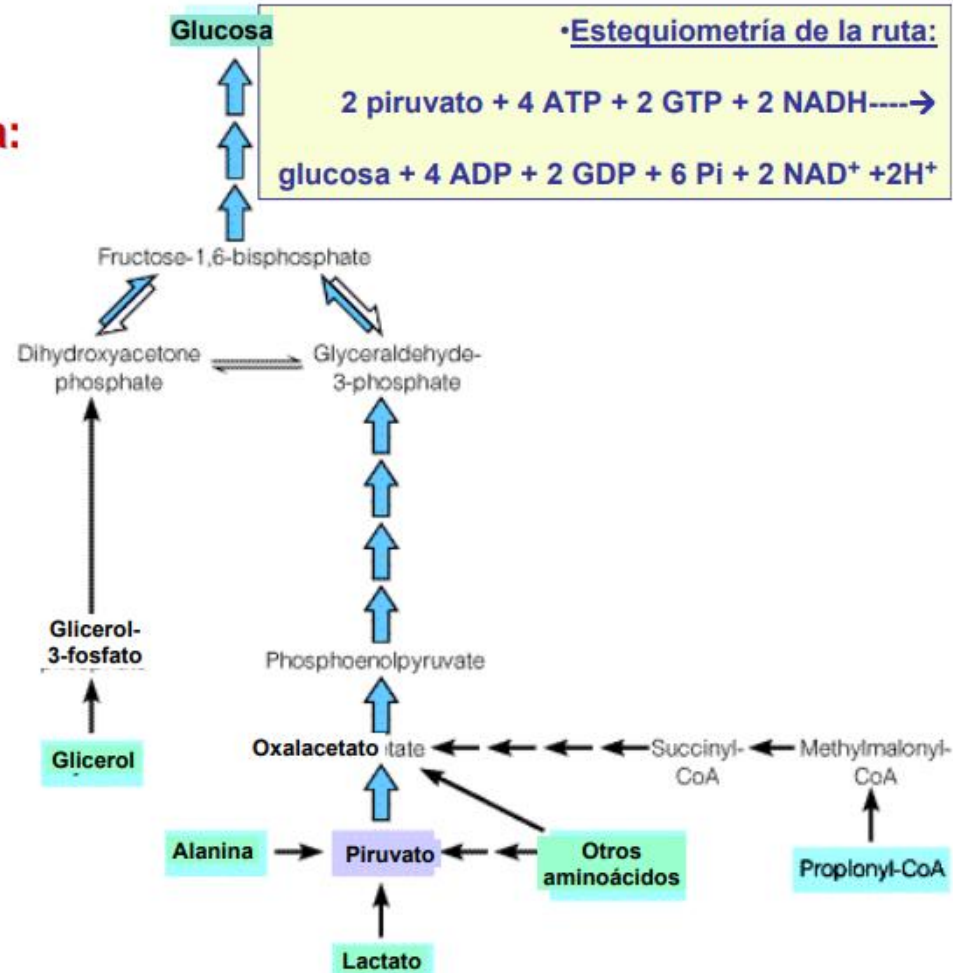 Glucosa
•Estequiometría de la ruta:
2 piruvato + 4 ATP + 2 GTP + 2 NADH----→
glucosa + 4 ADP + 2 GDP + 6 Pi + 2 NAD⁺ +2H⁺
a:
Fructose-1,6-bisphosphate
Dihydroxyacetone
phosphate
Glyceraldehyde-
3-phosphate
Glicerol-
3-fosfato
Phosphoenolpyruvate
Glicerol
Oxalacetato tate
Succinyl-
CoA
Methylmalonyl-
CoA
Alanina
Piruvato
Otros
aminoácidos
Proplonyl-CoA
Lactato